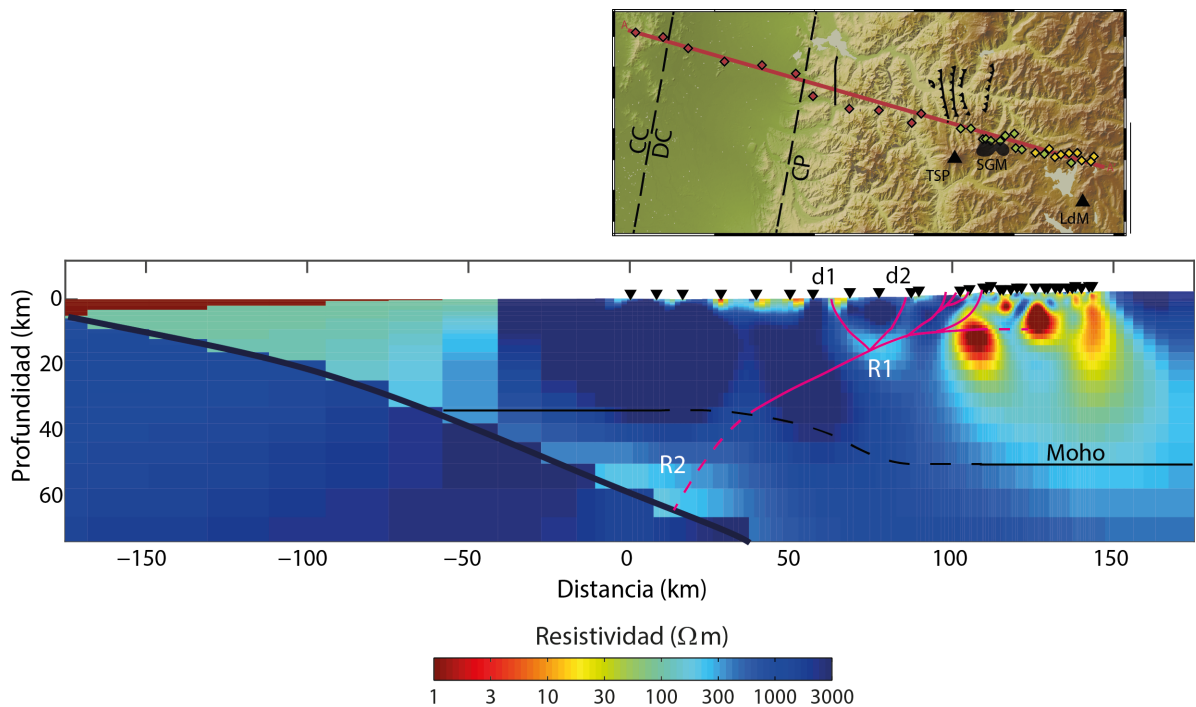 A
CC
DC
CP
TSP
SGM
LdM
d1
d2
0
20
40
60
Profundidad (km)
R1
R2
Moho
−150
−100
−50
0
50
100
150
Distancia (km)
Resistividad (Ωm)
1
3
10
30
100
300
1000
3000